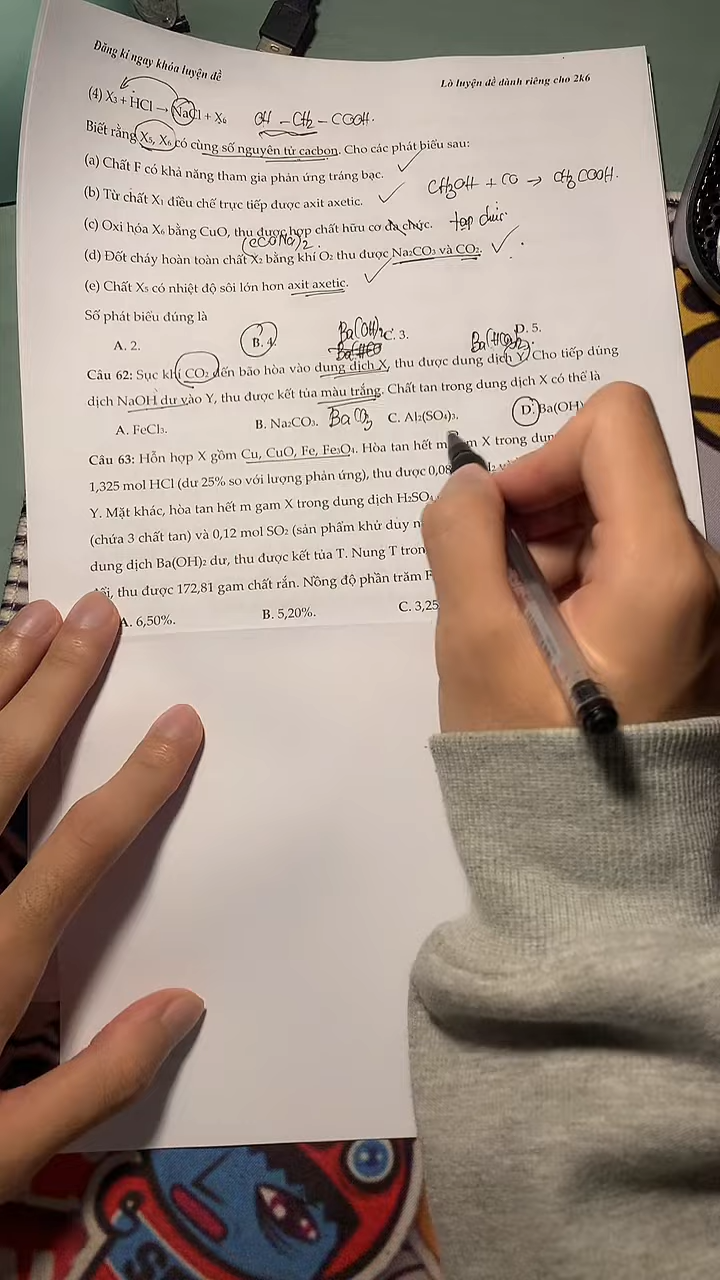 Đăng kí ngay khóa luyện đề
Lò luyện đề dành riêng cho 2k6
(4) X₃ + HCl → NaCl + X₆ OH – CH₂ – COOH.
Biết rằng X₅, X₆ có cùng số nguyên tử cacbon. Cho các phát biểu sau:
(a) Chất F có khả năng tham gia phản ứng tráng bạc.
(b) Từ chất X₁ điều chế trực tiếp được axit axetic. CH₃OH + CO → CH₃COOH.
(c) Oxi hóa X₆ bằng CuO, thu được hợp chất hữu cơ đa chức. tạp chức.
(COONa)₂.
(d) Đốt cháy hoàn toàn chất X₂ bằng khí O₂ thu được Na₂CO₃ và CO₂.
(e) Chất X₅ có nhiệt độ sôi lớn hơn axit axetic.
Số phát biểu đúng là
Ba(OH)₂ Ba(HCO₃)₂
A. 2. B. 4. C. 3. D. 5.
Câu 62: Sục khí CO₂ đến bão hòa vào dung dịch X, thu được dung dịch Y. Cho tiếp dung
dịch NaOH dư vào Y, thu được kết tủa màu trắng. Chất tan trong dung dịch X có thể là
A. FeCl₃. B. Na₂CO₃. BaCO₃ C. Al₂(SO₄)₃. D. Ba(OH)
Câu 63: Hỗn hợp X gồm Cu, CuO, Fe, Fe₃O₄. Hòa tan hết m gam X trong
1,325 mol HCl (dư 25% so với lượng phản ứng), thu được
Y. Mặt khác, hòa tan hết m gam X trong dung dịch H₂SO₄
(chứa 3 chất tan) và 0,12 mol SO₂ (sản phẩm khử duy
dung dịch Ba(OH)₂ dư, thu được kết tủa T. Nung T
thu được 172,81 gam chất rắn. Nồng độ phần trăm
A. 6,50%. B. 5,20%. C. 3,25